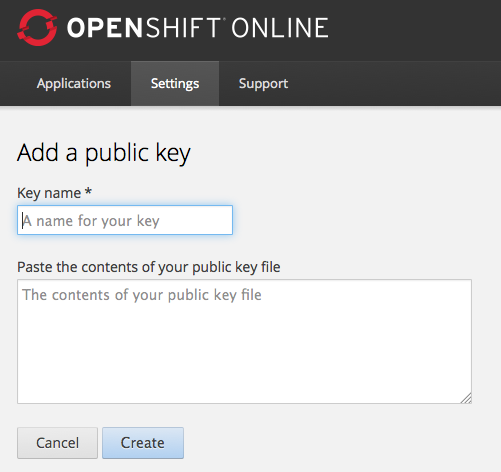 OPENSHIFT ONLINE
Applications Settings Support
Add a public key
Key name *
A name for your key
Paste the contents of your public key file
The contents of your public key file
Cancel Create